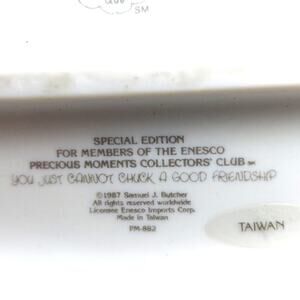 SM
SPECIAL EDITION
FOR MEMBERS OF THE ENESCO
PRECIOUS MOMENTS COLLECTORS' CLUB SM
YOU JUST CANNOT CHUCK A GOOD FRIENDSHIP
©1987 Samuel J. Butcher
All rights reserved worldwide
Licensee Enesco Imports Corp.
Made in Taiwan
PM-882
TAIWAN